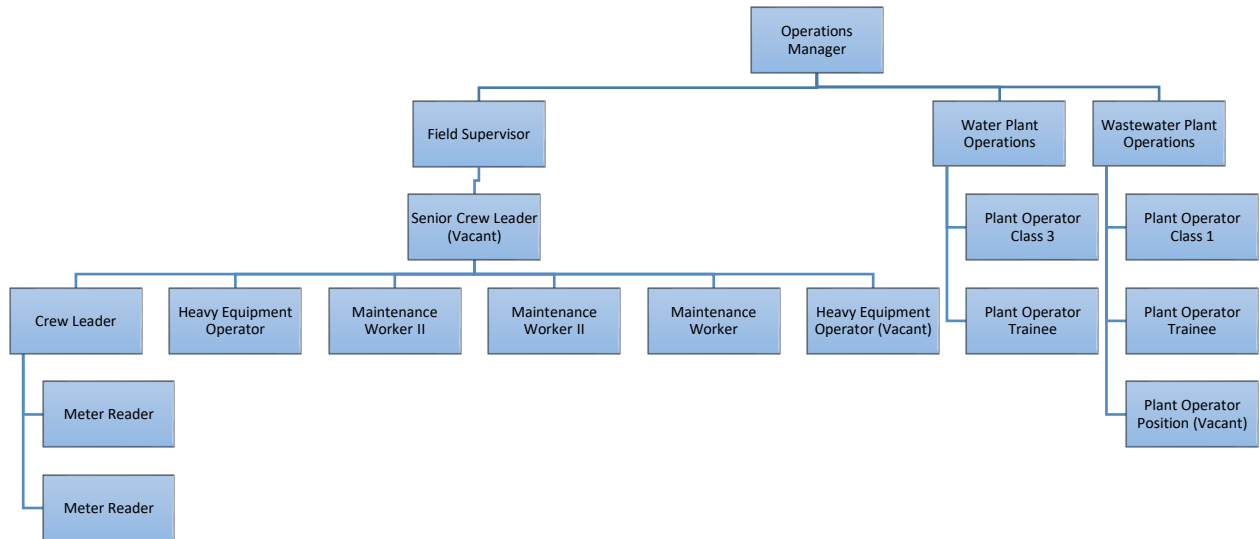 Operations
Manager
Field Supervisor
Water Plant
Operations
Wastewater Plant
Operations
Senior Crew Leader
(Vacant)
Plant Operator
Class 3
Plant Operator
Class 1
Crew Leader
Heavy Equipment
Operator
Maintenance
Worker II
Maintenance
Worker II
Maintenance
Worker
Heavy Equipment
Operator (Vacant)
Plant Operator
Trainee
Plant Operator
Trainee
Meter Reader
Plant Operator
Position (Vacant)
Meter Reader